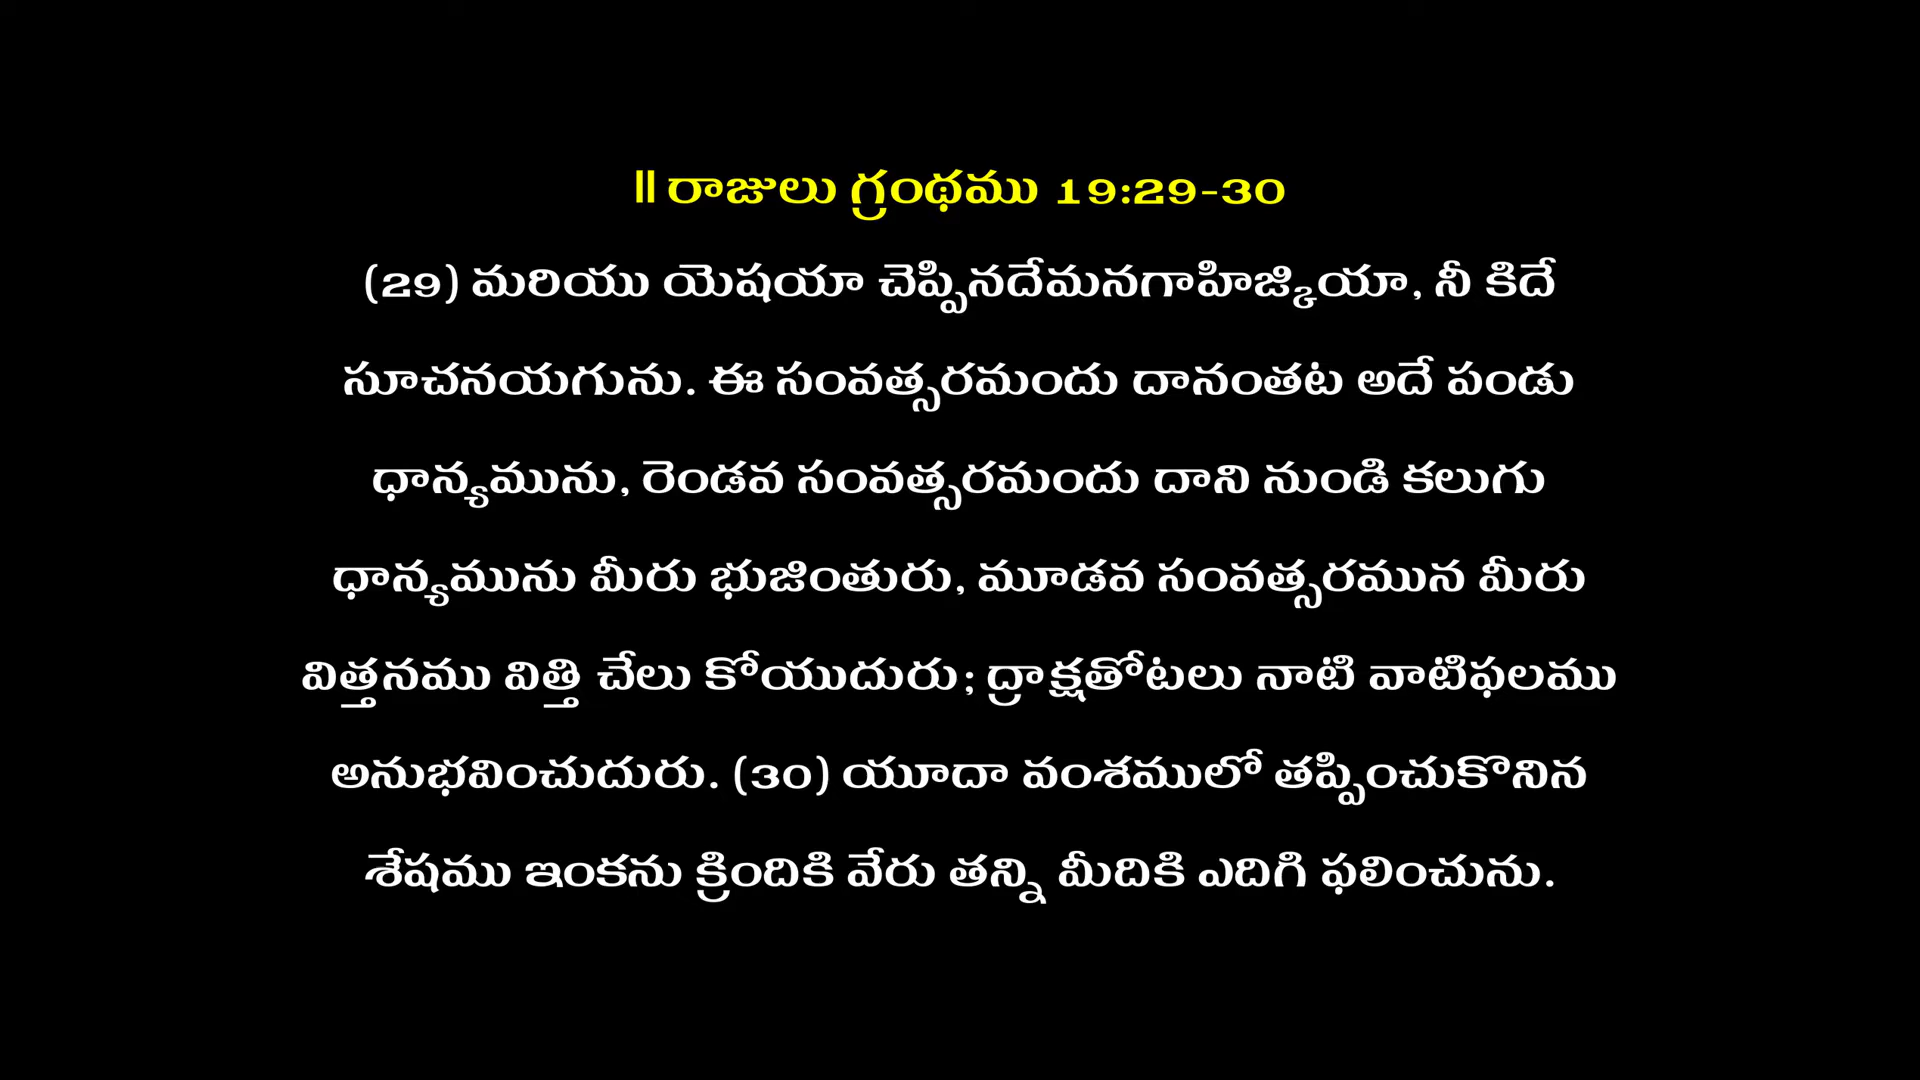 II రాజులు గ్రంథము 19:29-30
(29) మరియు యెషయా చెప్పినదేమనగాహిజ్కియా, నీ కిదే
సూచనయగును. ఈ సంవత్సరమందు దానంతట అదే పండు
ధాన్యమును, రెండవ సంవత్సరమందు దాని నుండి కలుగు
ధాన్యమును మీరు భుజింతురు, మూడవ సంవత్సరమున మీరు
విత్తనము విత్తి చేలు కోయుదురు; ద్రాక్షతోటలు నాటి వాటిఫలము
అనుభవించుదురు. (30) యూదా వంశములో తప్పించుకొనిన
శేషము ఇంకను క్రిందికి వేరు తన్ని మీదికి ఎదిగి ఫలించును.